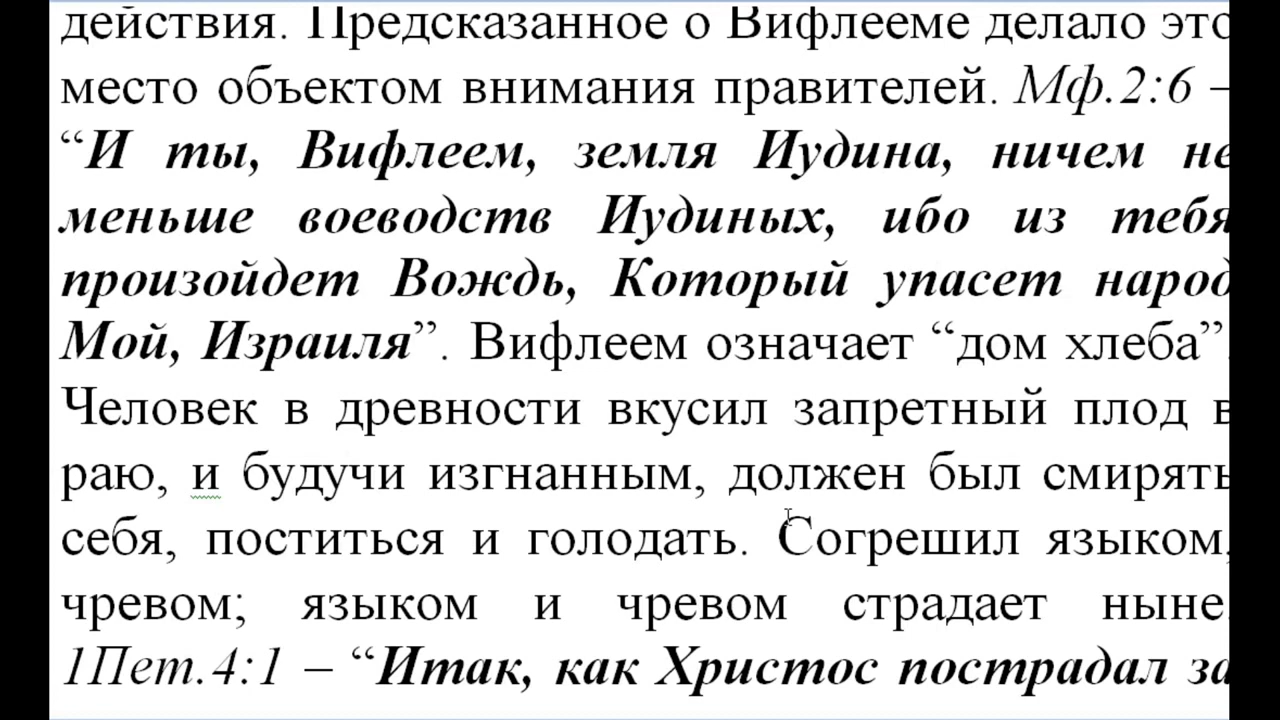 действия. Предсказанное о Вифлееме делало это
место объектом внимания правителей. Мф.2:6 –
“И ты, Вифлеем, земля Иудина, ничем не
меньше воеводств Иудиных, ибо из тебя
произойдет Вождь, Который упасет народ
Мой, Израиля”. Вифлеем означает “дом хлеба”.
Человек в древности вкусил запретный плод в
раю, и будучи изгнанным, должен был смирять
себя, поститься и голодать. Согрешил языком,
чревом; языком и чревом страдает ныне.
1Пет.4:1 – “Итак, как Христос пострадал за